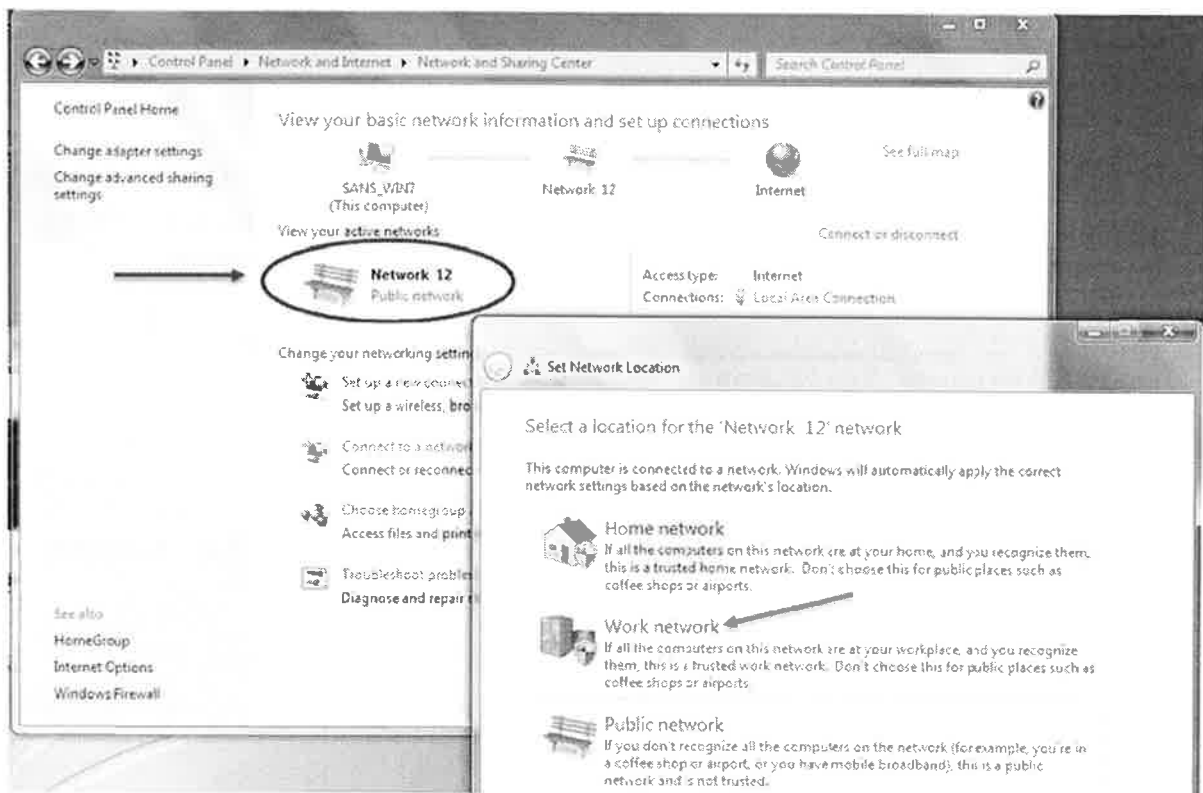 Control Panel ▸ Network and Internet ▸ Network and Sharing Center
Search Control Panel
Control Panel Home
Change adapter settings
Change advanced sharing
settings
View your basic network information and set up connections
See full map
SANS_WIN7
(This computer)
Network 12
Internet
View your active networks
Connect or disconnect
Network 12
Public network
Access type: Internet
Connections: Local Area Connection
Change your networking settin
Set up a new connect
Set up a wireless, bro
Connect to a network
Connect or reconnec
Choose homegroup
Access files and print
Troubleshoot proble
Diagnose and repair
See also
HomeGroup
Internet Options
Windows Firewall
Set Network Location
Select a location for the 'Network 12' network
This computer is connected to a network. Windows will automatically apply the correct
network settings based on the network's location.
Home network
If all the computers on this network are at your home, and you recognize them,
this is a trusted home network. Don't choose this for public places such as
coffee shops or airports.
Work network
If all the computers on this network are at your workplace, and you recognize
them, this is a trusted work network. Don't choose this for public places such as
coffee shops or airports.
Public network
If you don't recognize all the computers on the network (for example, you're in
a coffee shop or airport, or you have mobile broadband), this is a public
network and is not trusted.